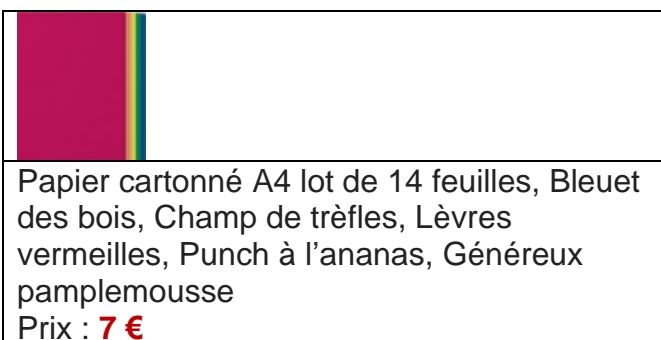 Papier cartonné A4 lot de 14 feuilles, Bleuet
des bois, Champ de trèfles, Lèvres
vermeilles, Punch à l’ananas, Généreux
pamplemousse
Prix : 7 €